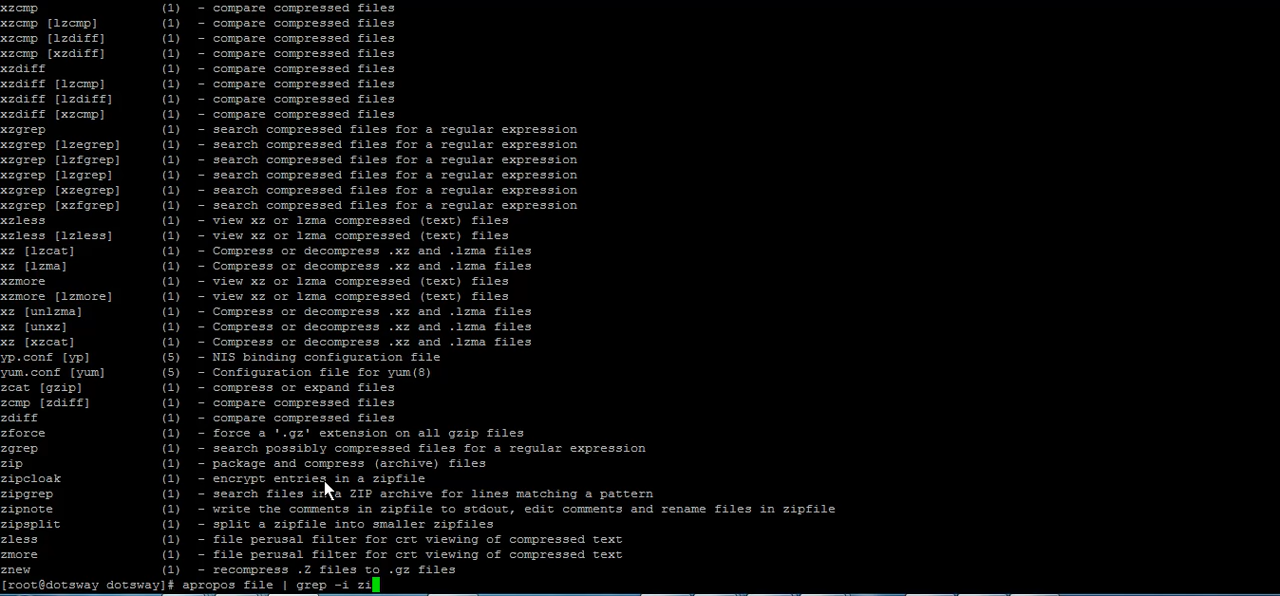 xzcmp (1) - compare compressed files
xzcmp [lzcmp] (1) - compare compressed files
xzcmp [lzdiff] (1) - compare compressed files
xzcmp [xzdiff] (1) - compare compressed files
xzdiff (1) - compare compressed files
xzdiff [lzcmp] (1) - compare compressed files
xzdiff [lzdiff] (1) - compare compressed files
xzdiff [xzcmp] (1) - compare compressed files
xzgrep (1) - search compressed files for a regular expression
xzgrep [lzegrep] (1) - search compressed files for a regular expression
xzgrep [lzfgrep] (1) - search compressed files for a regular expression
xzgrep [lzgrep] (1) - search compressed files for a regular expression
xzgrep [xzegrep] (1) - search compressed files for a regular expression
xzgrep [xzfgrep] (1) - search compressed files for a regular expression
xzless (1) - view xz or lzma compressed (text) files
xzless [lzless] (1) - view xz or lzma compressed (text) files
xz [lzcat] (1) - Compress or decompress .xz and .lzma files
xz [lzma] (1) - Compress or decompress .xz and .lzma files
xzmore (1) - view xz or lzma compressed (text) files
xzmore [lzmore] (1) - view xz or lzma compressed (text) files
xz [unlzma] (1) - Compress or decompress .xz and .lzma files
xz [unxz] (1) - Compress or decompress .xz and .lzma files
xz [xzcat] (1) - Compress or decompress .xz and .lzma files
yp.conf [yp] (5) - NIS binding configuration file
yum.conf [yum] (5) - Configuration file for yum(8)
zcat [gzip] (1) - compress or expand files
zcmp [zdiff] (1) - compare compressed files
zdiff (1) - compare compressed files
zforce (1) - force a '.gz' extension on all gzip files
zgrep (1) - search possibly compressed files for a regular expression
zip (1) - package and compress (archive) files
zipcloak (1) - encrypt entries in a zipfile
zipgrep (1) - search files in a ZIP archive for lines matching a pattern
zipnote (1) - write the comments in zipfile to stdout, edit comments and rename files in zipfile
zipsplit (1) - split a zipfile into smaller zipfiles
zless (1) - file perusal filter for crt viewing of compressed text
zmore (1) - file perusal filter for crt viewing of compressed text
znew (1) - recompress .Z files to .gz files
[root@dotsway dotsway]# apropos file | grep -i zi